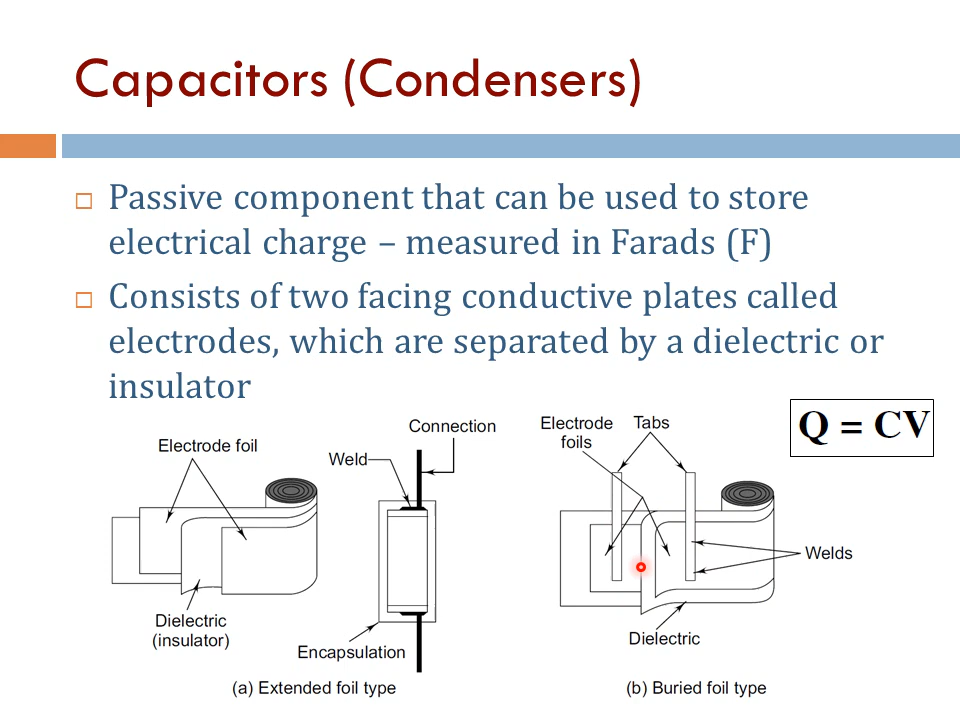 Capacitors (Condensers)
Passive component that can be used to store
electrical charge – measured in Farads (F)
Consists of two facing conductive plates called
electrodes, which are separated by a dielectric or
insulator
Q = CV
Electrode foil
Weld
Connection
Dielectric
(insulator)
Encapsulation
(a) Extended foil type
Electrode
foils
Tabs
Welds
Dielectric
(b) Buried foil type